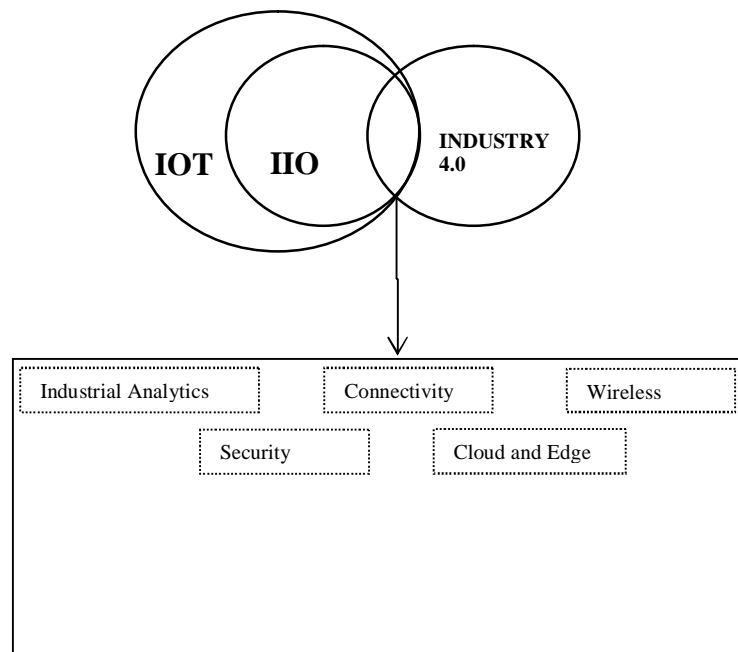 IOT
IIO
INDUSTRY
4.0
Industrial Analytics
Connectivity
Wireless
Security
Cloud and Edge